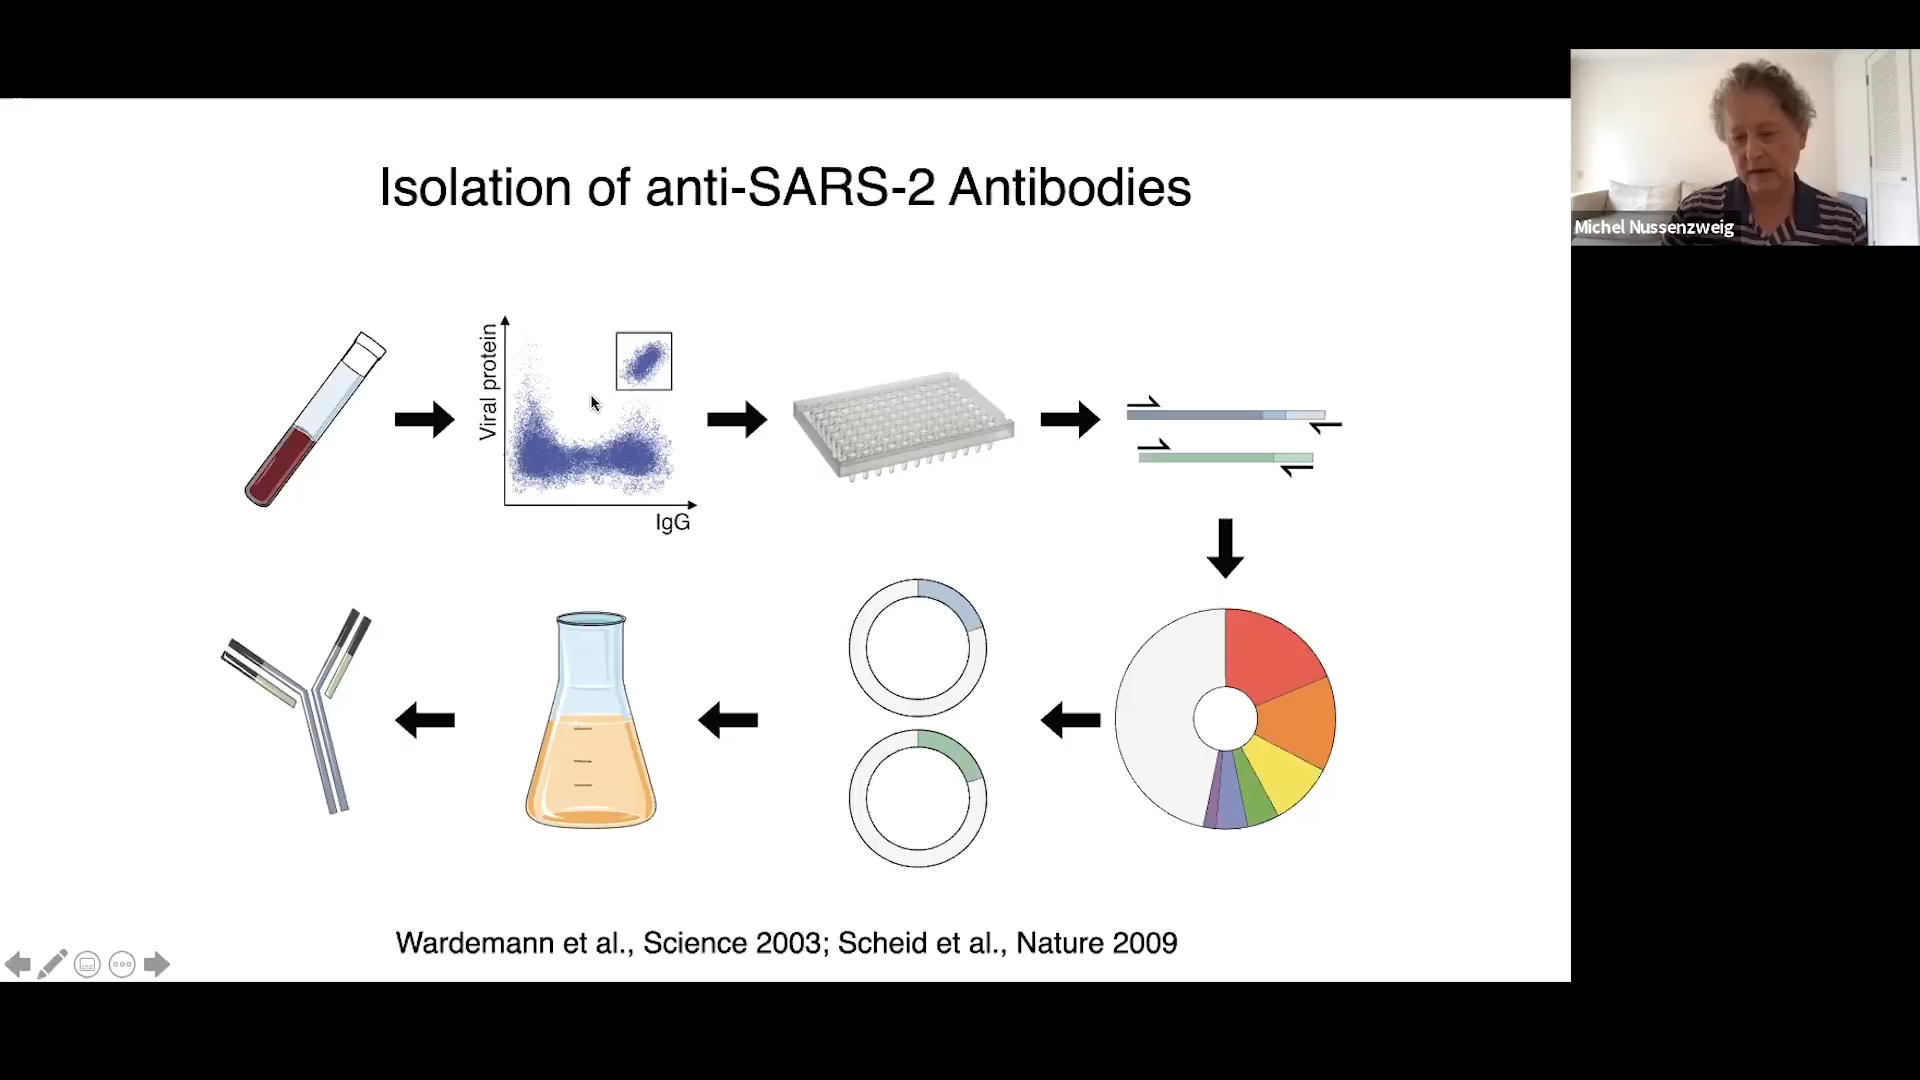 Isolation of anti-SARS-2 Antibodies
Michel Nussenzweig
Viral protein
IgG
Wardemann et al., Science 2003; Scheid et al., Nature 2009